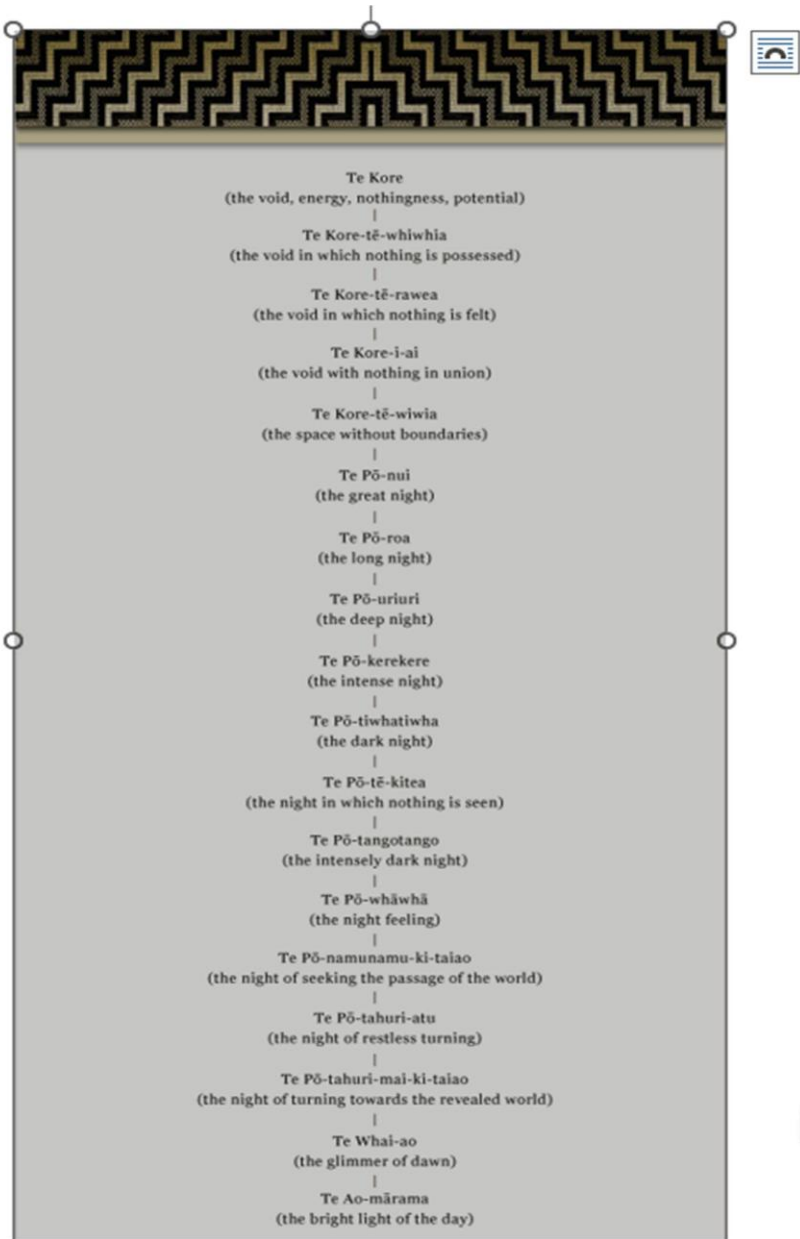 Te Kore
(the void, energy, nothingness, potential)
|
Te Kore-tē-whiwhia
(the void in which nothing is possessed)
|
Te Kore-tē-rawea
(the void in which nothing is felt)
|
Te Kore-i-ai
(the void with nothing in union)
|
Te Kore-tē-wiwia
(the space without boundaries)
|
Te Pō-nui
(the great night)
|
Te Pō-roa
(the long night)
|
Te Pō-uriuri
(the deep night)
|
Te Pō-kerekere
(the intense night)
|
Te Pō-tiwhatiwha
(the dark night)
|
Te Pō-tē-kitea
(the night in which nothing is seen)
|
Te Pō-tangotango
(the intensely dark night)
|
Te Pō-whāwhā
(the night feeling)
|
Te Pō-namunamu-ki-taiao
(the night of seeking the passage of the world)
|
Te Pō-tahuri-atu
(the night of restless turning)
|
Te Pō-tahuri-mai-ki-taiao
(the night of turning towards the revealed world)
|
Te Whai-ao
(the glimmer of dawn)
|
Te Ao-mārama
(the bright light of the day)